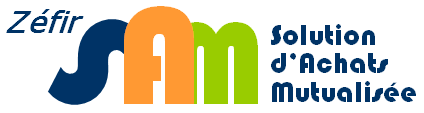 Zéfir
SAM
Solution
d'Achats
Mutualisée